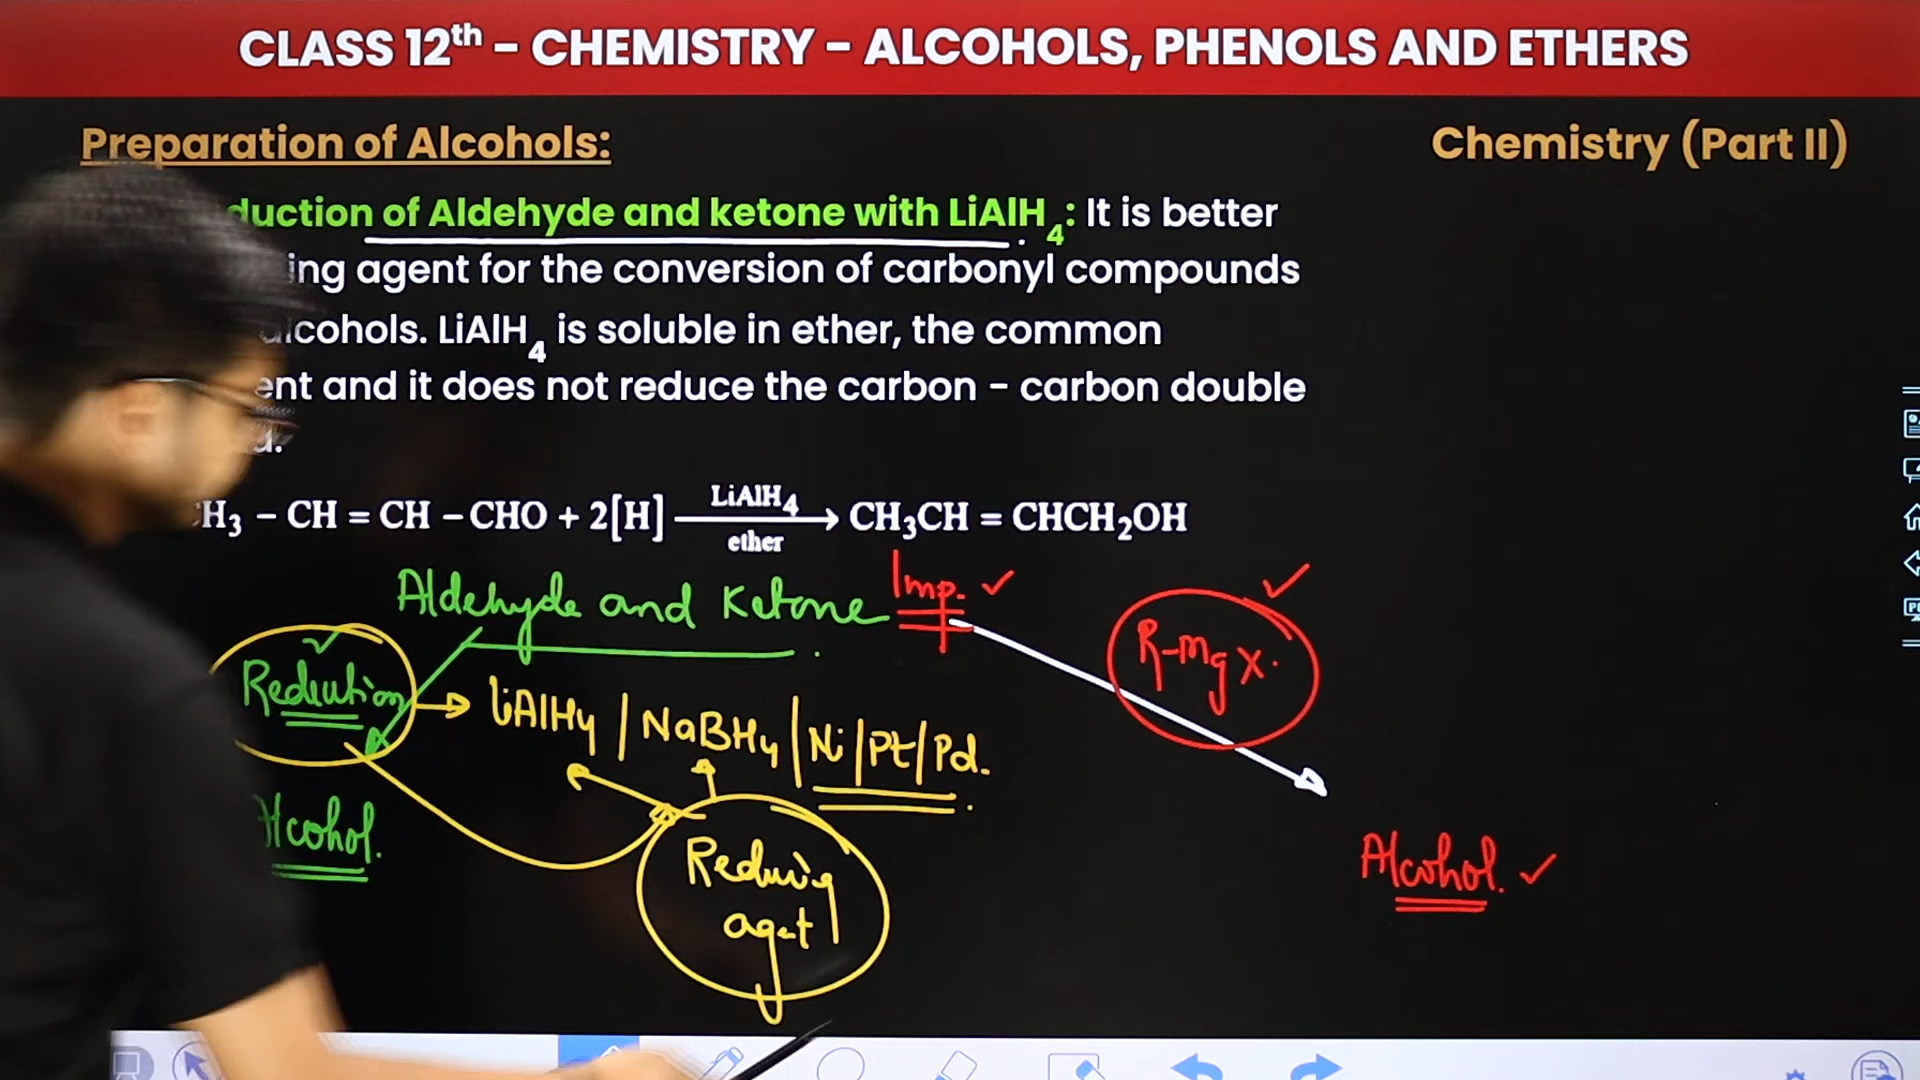 CLASS 12th – CHEMISTRY – ALCOHOLS, PHENOLS AND ETHERS
Preparation of Alcohols:
Chemistry (Part II)
duction of Aldehyde and ketone with LiAlH4: It is better
ing agent for the conversion of carbonyl compounds
lcohols. LiAlH4 is soluble in ether, the common
ent and it does not reduce the carbon – carbon double
H3 – CH = CH – CHO + 2[H] LiAlH4 ether → CH3CH = CHCH2OH
Aldehyde and Ketone
Imp. ✓
R-MgX.
✓
Reduction
✓
LiAlH4 | NaBH4 | Ni | Pt | Pd.
lcohol.
Alcohol. ✓
Reducing
agent